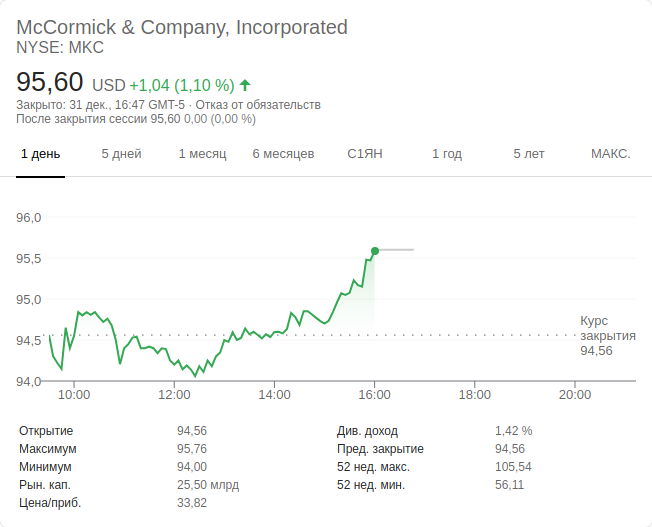 McCormick & Company, Incorporated
NYSE: MKC
95,60 USD +1,04 (1,10 %)
Закрыто: 31 дек., 16:47 GMT-5 · Отказ от обязательств
После закрытия сессии 95,60 0,00 (0,00 %)
1 день 5 дней 1 месяц 6 месяцев С1ЯН 1 год 5 лет МАКС.
96,0
95,5
95,0
94,5
94,0
Курс
закрытия
94,56
10:00 12:00 14:00 16:00 18:00 20:00
Открытие 94,56 Див. доход 1,42 %
Максимум 95,76 Пред. закрытие 94,56
Минимум 94,00 52 нед. макс. 105,54
Рын. кап. 25,50 млрд 52 нед. мин. 56,11
Цена/приб. 33,82